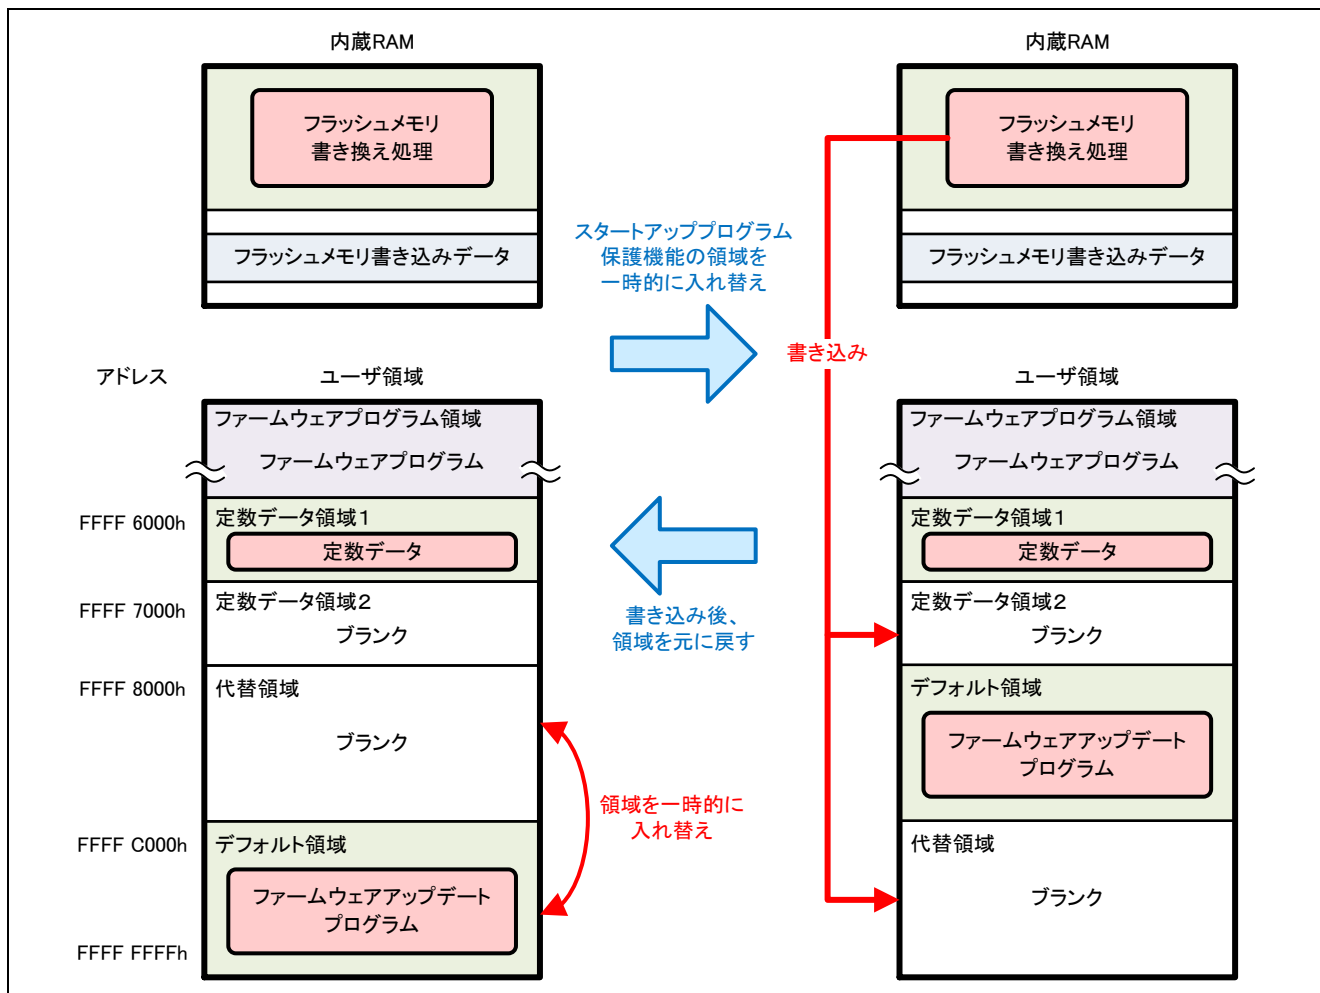 内蔵RAM
フラッシュメモリ
書き換え処理
フラッシュメモリ書き込みデータ
スタートアッププログラム
保護機能の領域を
一時的に入れ替え
内蔵RAM
フラッシュメモリ
書き換え処理
フラッシュメモリ書き込みデータ
書き込み
アドレス
ユーザ領域
ファームウェアプログラム領域
ファームウェアプログラム
FFFF 6000h
定数データ領域1
定数データ
FFFF 7000h
定数データ領域2
ブランク
FFFF 8000h
代替領域
ブランク
FFFF C000h
デフォルト領域
ファームウェアアップデート
プログラム
FFFF FFFFh
書き込み後、
領域を元に戻す
領域を一時的に
入れ替え
ユーザ領域
ファームウェアプログラム領域
ファームウェアプログラム
定数データ領域1
定数データ
定数データ領域2
ブランク
デフォルト領域
ファームウェアアップデート
プログラム
代替領域
ブランク